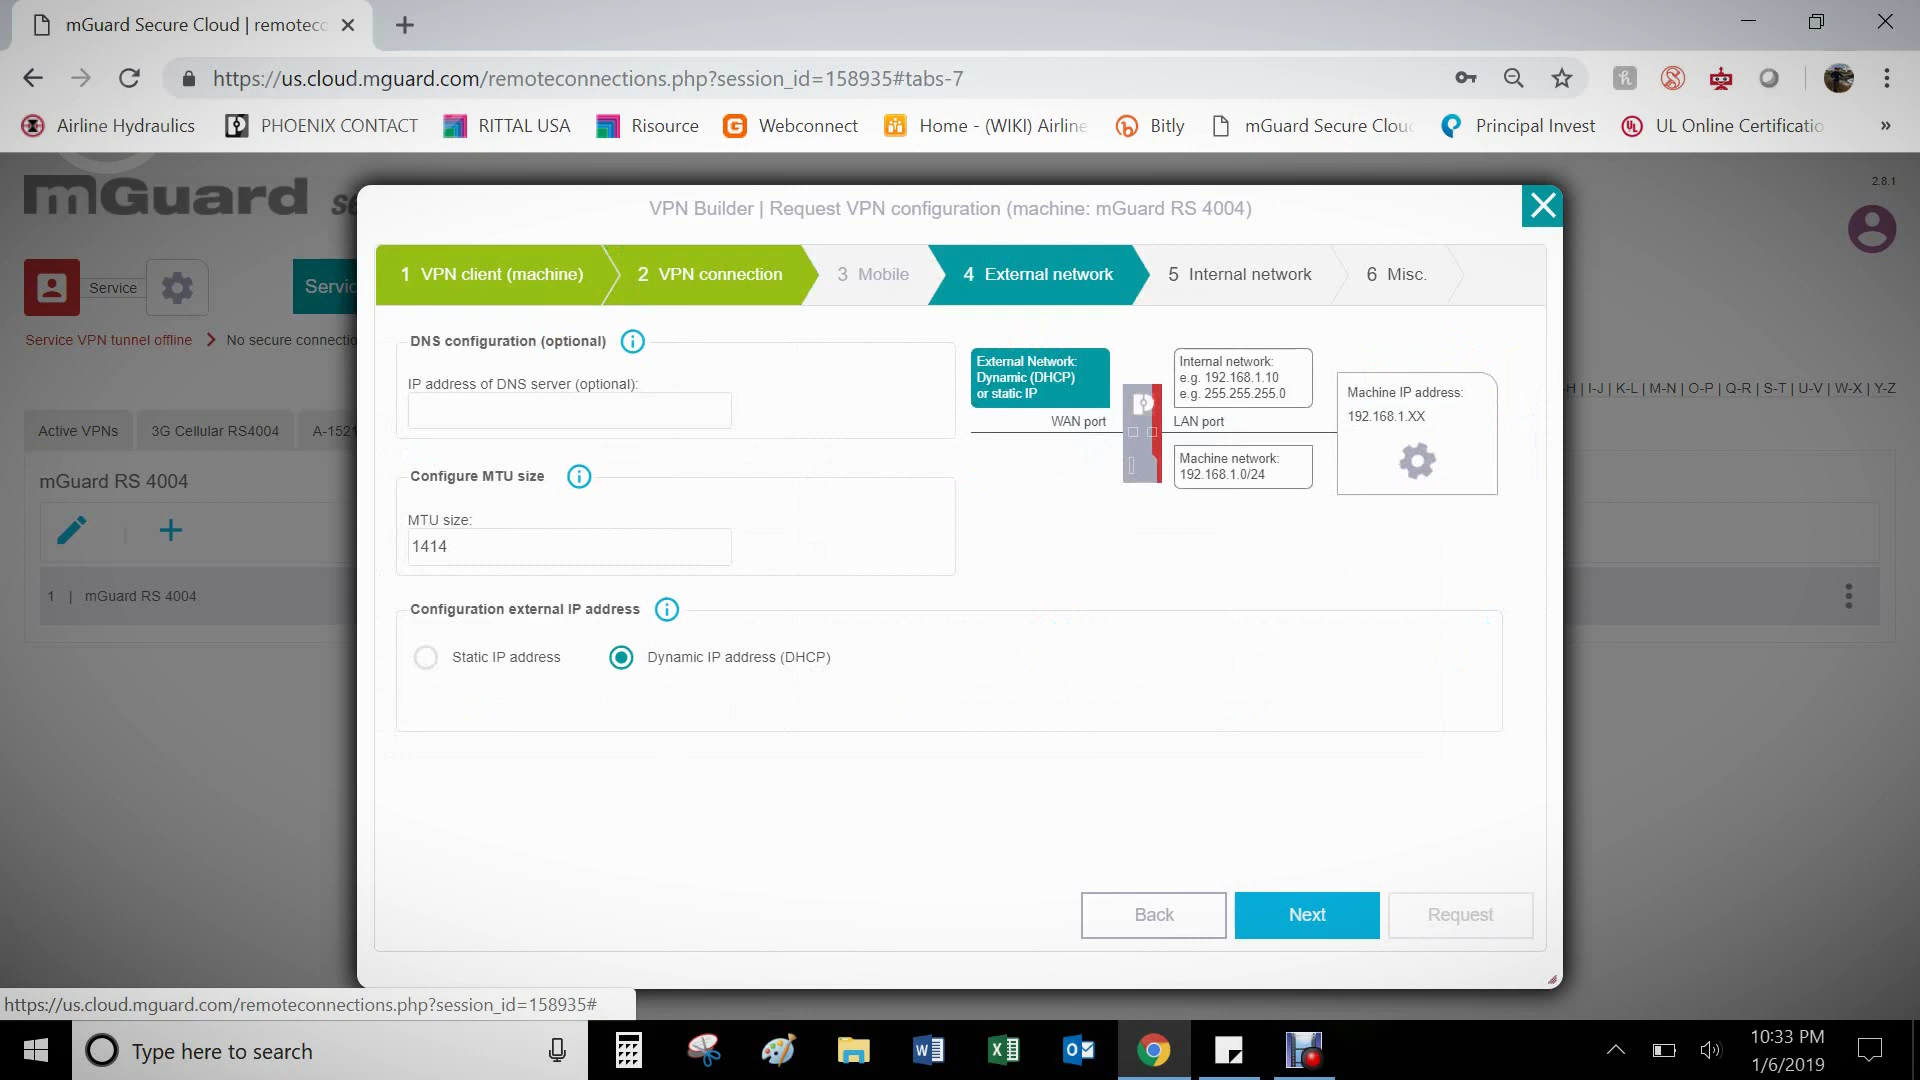 mGuard Secure Cloud | remotecc
https://us.cloud.mguard.com/remoteconnections.php?session_id=158935#tabs-7
Airline Hydraulics
PHOENIX CONTACT
RITTAL USA
Risource
Webconnect
Home - (WIKI) Airline
Bitly
mGuard Secure Clou
Principal Invest
UL Online Certificatio
»
mGuard
2.8.1
VPN Builder | Request VPN configuration (machine: mGuard RS 4004)
1 VPN client (machine)
2 VPN connection
3 Mobile
4 External network
5 Internal network
6 Misc.
Service
Servic
Service VPN tunnel offline
No secure connectio
-H | I-J | K-L | M-N | O-P | Q-R | S-T | U-V | W-X | Y-Z
Active VPNs
3G Cellular RS4004
A-1521
mGuard RS 4004
1 | mGuard RS 4004
DNS configuration (optional)
IP address of DNS server (optional):
Configure MTU size
MTU size:
1414
Configuration external IP address
Static IP address
Dynamic IP address (DHCP)
External Network:
Dynamic (DHCP)
or static IP
WAN port
Internal network:
e.g. 192.168.1.10
e.g. 255.255.255.0
LAN port
Machine network:
192.168.1.0/24
Machine IP address:
192.168.1.XX
Back
Next
Request
https://us.cloud.mguard.com/remoteconnections.php?session_id=158935#
Type here to search
10:33 PM
1/6/2019